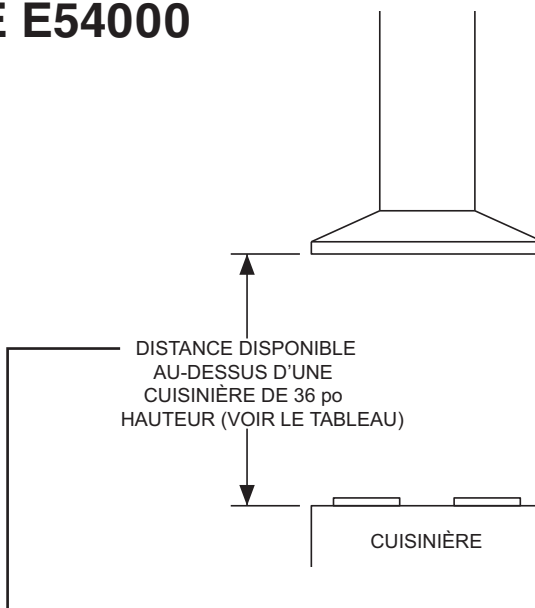 E E54000
DISTANCE DISPONIBLE
AU-DESSUS D’UNE
CUISINIÈRE DE 36 po
HAUTEUR (VOIR LE TABLEAU)
CUISINIÈRE